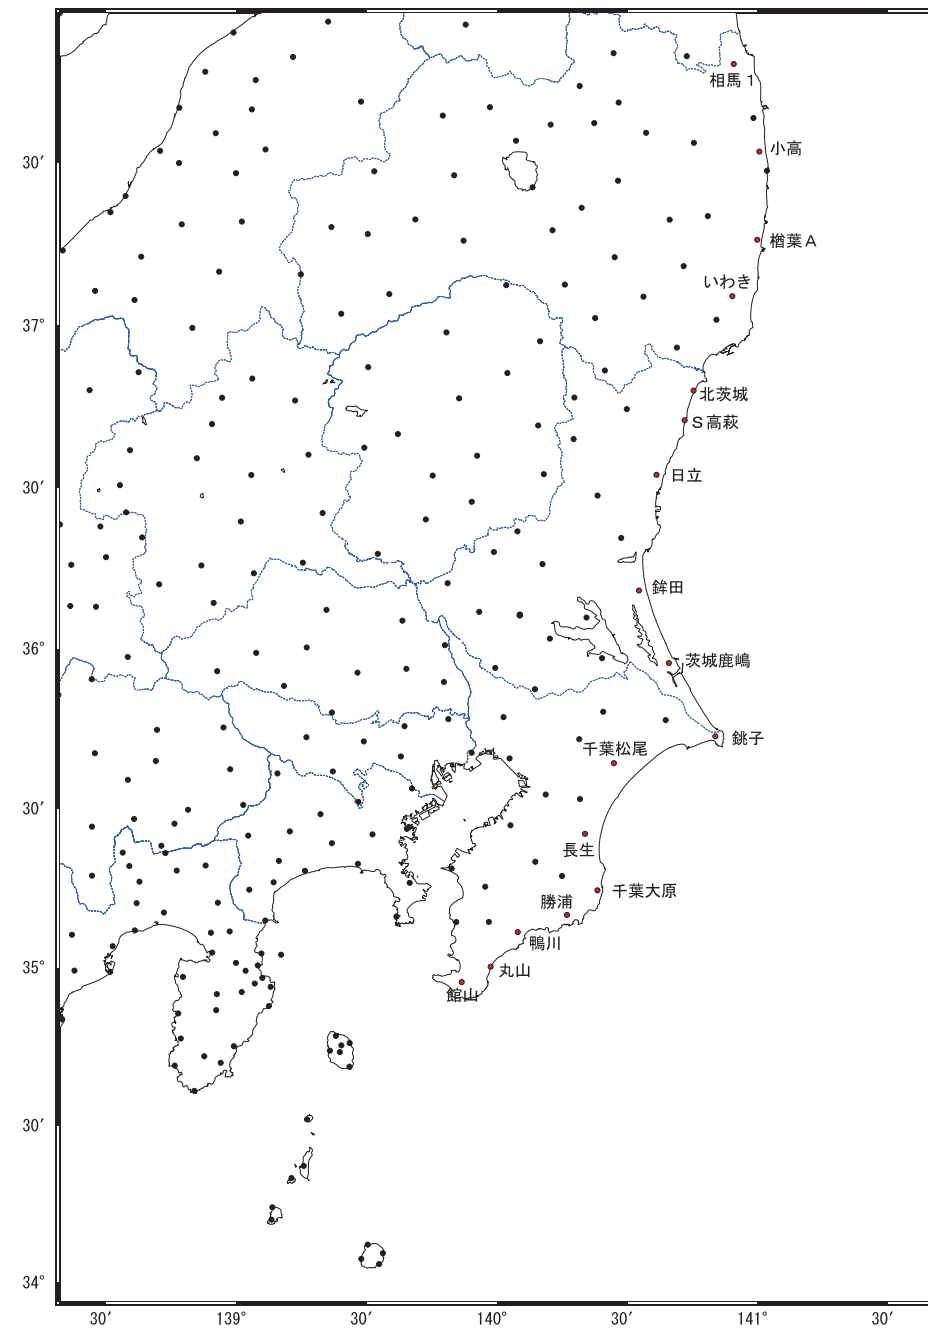 相馬１
30′
小高
楢葉Ａ
いわき
37°
北茨城
Ｓ高萩
30′
日立
鉾田
36°
茨城鹿嶋
銚子
千葉松尾
30′
長生
千葉大原
勝浦
鴨川
35°
丸山
館山
30′
34°
30′ 139° 30′ 140° 30′ 141° 30′